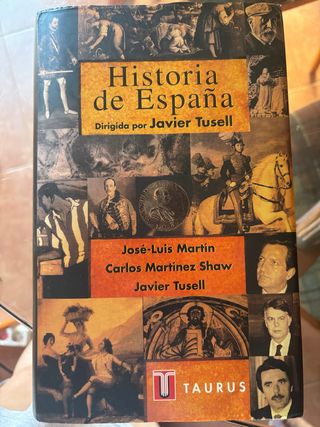 Historia
de España
Dirigida por Javier Tusell
José-Luis Martín
Carlos Martínez Shaw
Javier Tusell
TAURUS